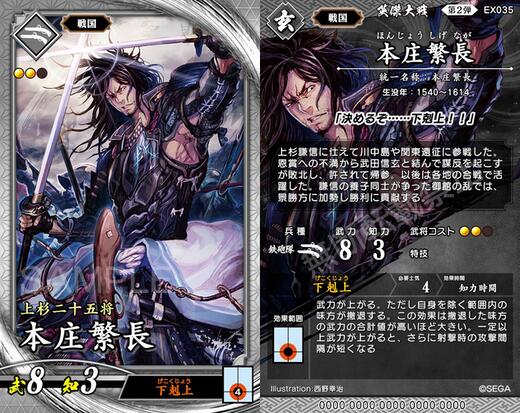 戦国
SAMPLE
上杉二十五将
本庄繁長
武8 知3
げこくじょう
下剋上
4
玄
戦国
英傑大戦
第2弾
EX035
ほんじょう しげ なが
本庄繁長
統一名称…本庄繁長
生没年：1540~1614
「決めるぞ……下剋上！！」
上杉謙信に仕えて川中島や関東遠征に参戦した。
恩賞への不満から武田信玄と結んで謀反を起こす
が敗北し、許されて帰参。以後は各地の合戦で活
躍した。謙信の養子同士が争った御館の乱では、
景勝方に加勢し勝利に貢献する。
兵種 武力 知力 武将コスト
鉄砲隊 8 3
特技
げこくじょう 必要士気 効果時間
下剋上 4 知力時間
効果範囲
武力が上がる。ただし自身を除く範囲内の
味方が撤退する。この効果は撤退した味方
の武力の合計値が高いほど大きい。一定以
上武力が上がると、さらに射撃時の攻撃間
隔が短くなる
Illustration：西野幸治
©SEGA
0000 0000 0000 0000 0000